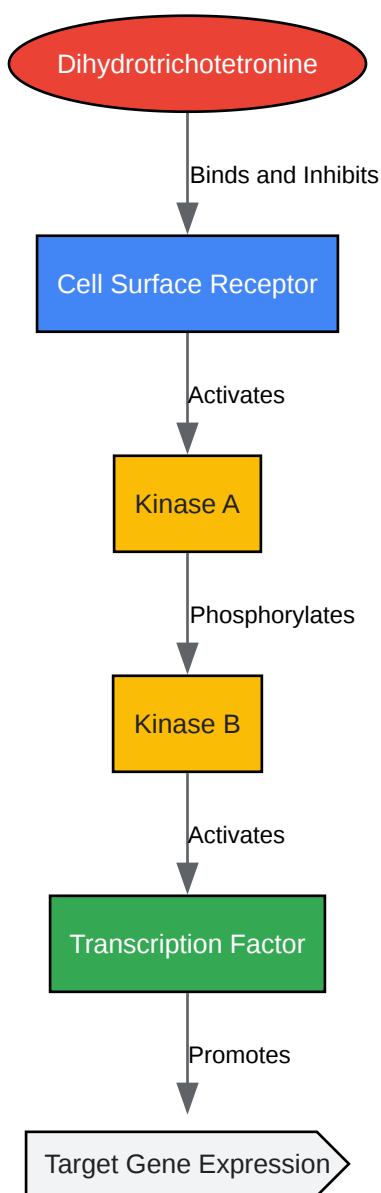 Dihydrotrichotetronine
Binds and Inhibits
Cell Surface Receptor
Activates
Kinase A
Phosphorylates
Kinase B
Activates
Transcription Factor
Promotes
Target Gene Expression